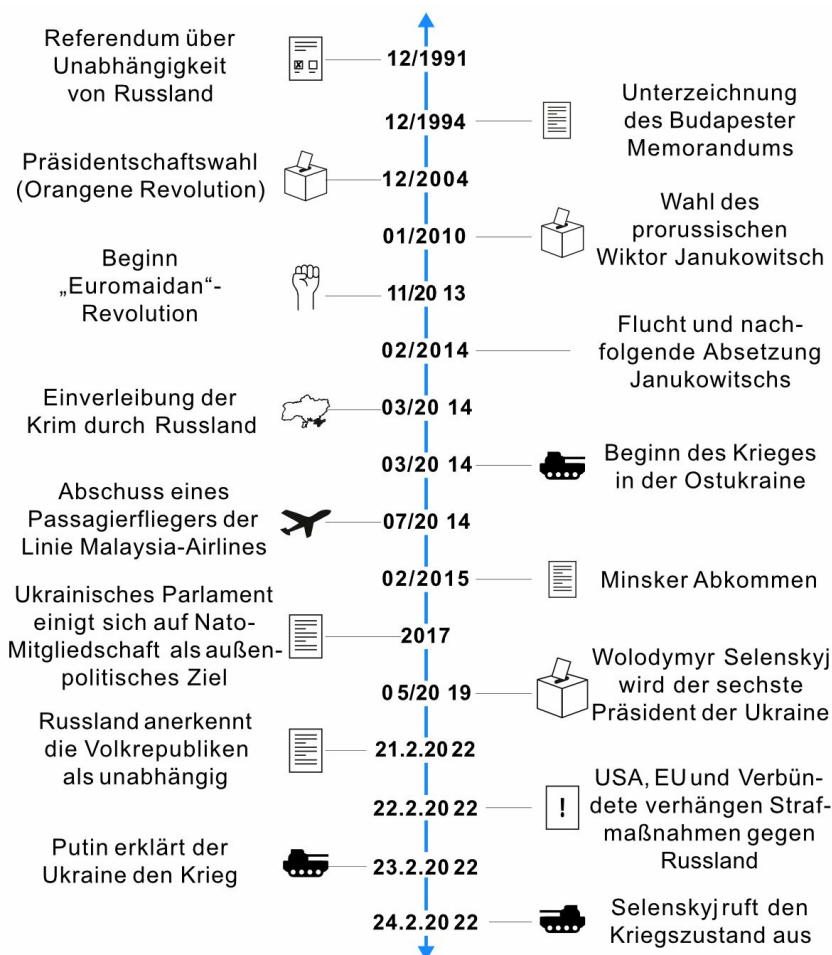 Referendum über
Unabhängigkeit
von Russland
12/1991
12/1994
Unterzeichnung
des Budapester
Memorandums
Präsidentschaftswahl
(Orangene Revolution)
12/2004
01/2010
Wahl des
prorussischen
Wiktor Janukowitsch
Beginn
„Euromaidan“-
Revolution
11/20 13
02/2014
Flucht und nach-
folgende Absetzung
Janukowitschs
Einverleibung der
Krim durch Russland
03/20 14
03/20 14
Beginn des Krieges
in der Ostukraine
Abschuss eines
Passagierfliegers der
Linie Malaysia-Airlines
07/20 14
02/2015
Minsker Abkommen
Ukrainisches Parlament
einigt sich auf Nato-
Mitgliedschaft als außen-
politisches Ziel
2017
0 5/20 19
Wolodymyr Selenskyj
wird der sechste
Präsident der Ukraine
Russland anerkennt
die Volkrepubliken
als unabhängig
21.2.20 22
22.2.20 22
!
USA, EU und Verbün-
dete verhängen Straf-
maßnahmen gegen
Russland
Putin erklärt der
Ukraine den Krieg
23.2.20 22
24.2.20 22
Selenskyj ruft den
Kriegszustand aus